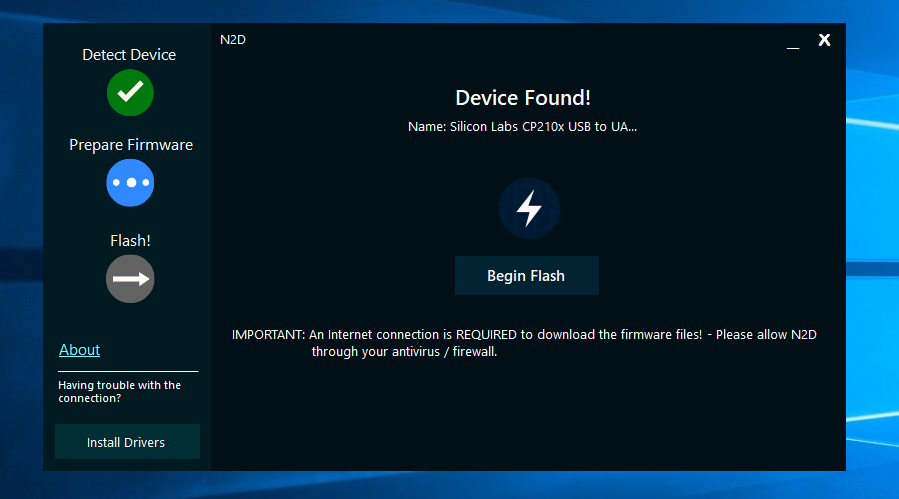 N2D
X
Detect Device
Prepare Firmware
Flash!
About
Having trouble with the
connection?
Install Drivers
Device Found!
Name: Silicon Labs CP210x USB to UA...
Begin Flash
IMPORTANT: An Internet connection is REQUIRED to download the firmware files! - Please allow N2D
through your antivirus / firewall.